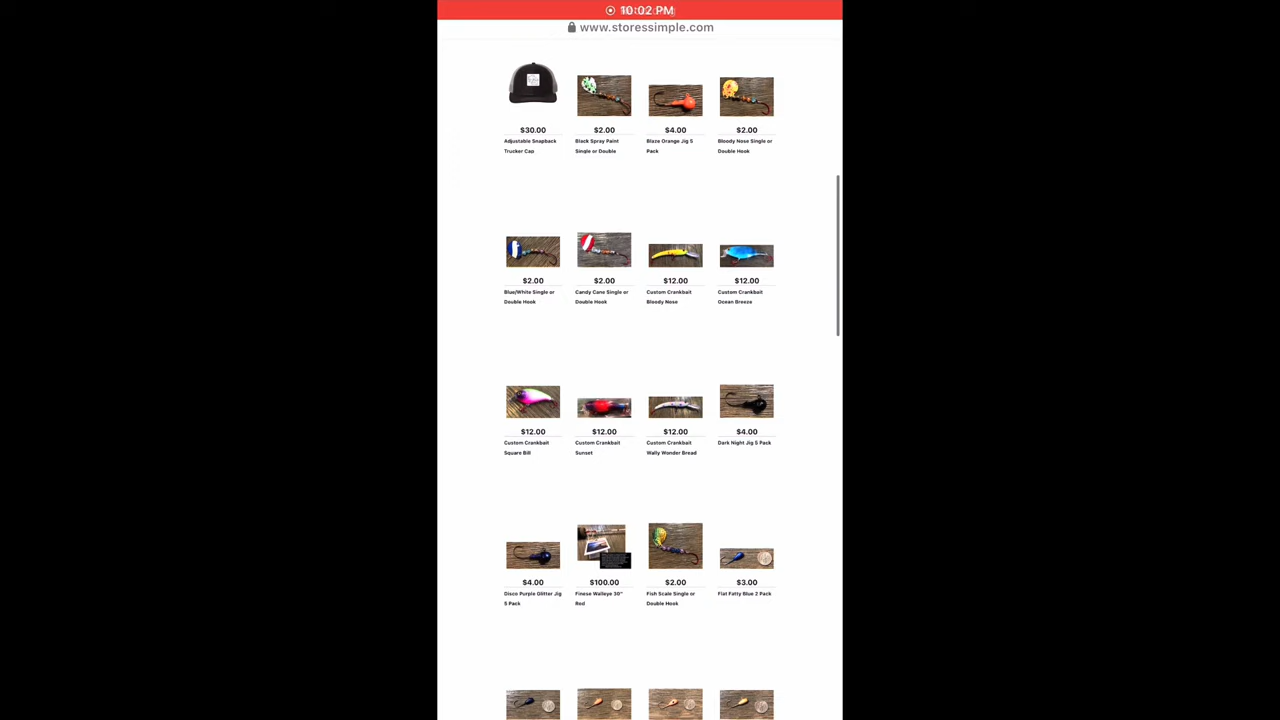 10:02 PM
www.storessimple.com
$30.00
Adjustable Snapback
Trucker Cap
$2.00
Black Spray Paint
Single or Double
$4.00
Blaze Orange Jig 5
Pack
$2.00
Bloody Nose Single or
Double Hook
$2.00
Blue/White Single or
Double Hook
$2.00
Candy Cane Single or
Double Hook
$12.00
Custom Crankbait
Bloody Nose
$12.00
Custom Crankbait
Ocean Breeze
$12.00
Custom Crankbait
Square Bill
$12.00
Custom Crankbait
Sunset
$12.00
Custom Crankbait
Wally Wonder Bread
$4.00
Dark Night Jig 5 Pack
$4.00
Disco Purple Glitter Jig
5 Pack
$100.00
Finese Walleye 30"
Rod
$2.00
Fish Scale Single or
Double Hook
$3.00
Flat Fatty Blue 2 Pack